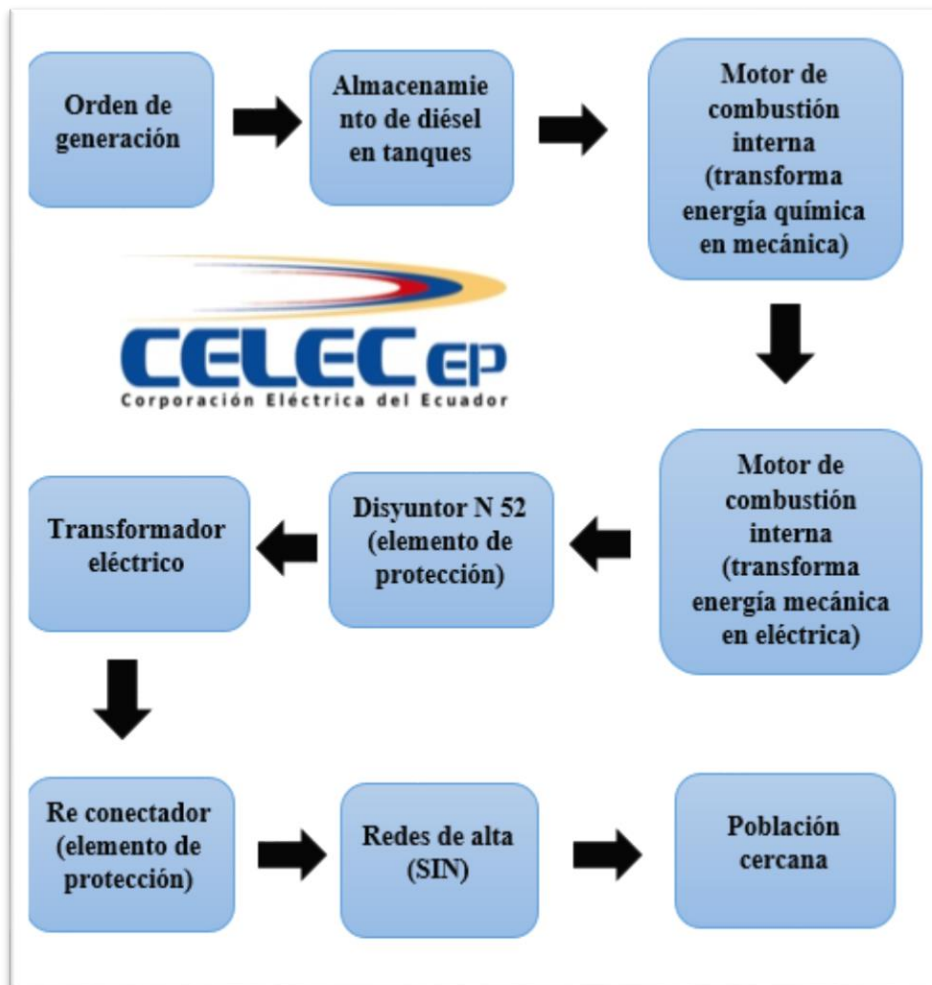 Orden de
generación
Almacenamie
nto de diésel
en tanques
Motor de
combustión
interna
(transforma
energía química
en mecánica)
CELEC EP
Corporación Eléctrica del Ecuador
Motor de
combustión
interna
(transforma
energía mecánica
en eléctrica)
Disyuntor N 52
(elemento de
protección)
Transformador
eléctrico
Re conectador
(elemento de
protección)
Redes de alta
(SIN)
Población
cercana